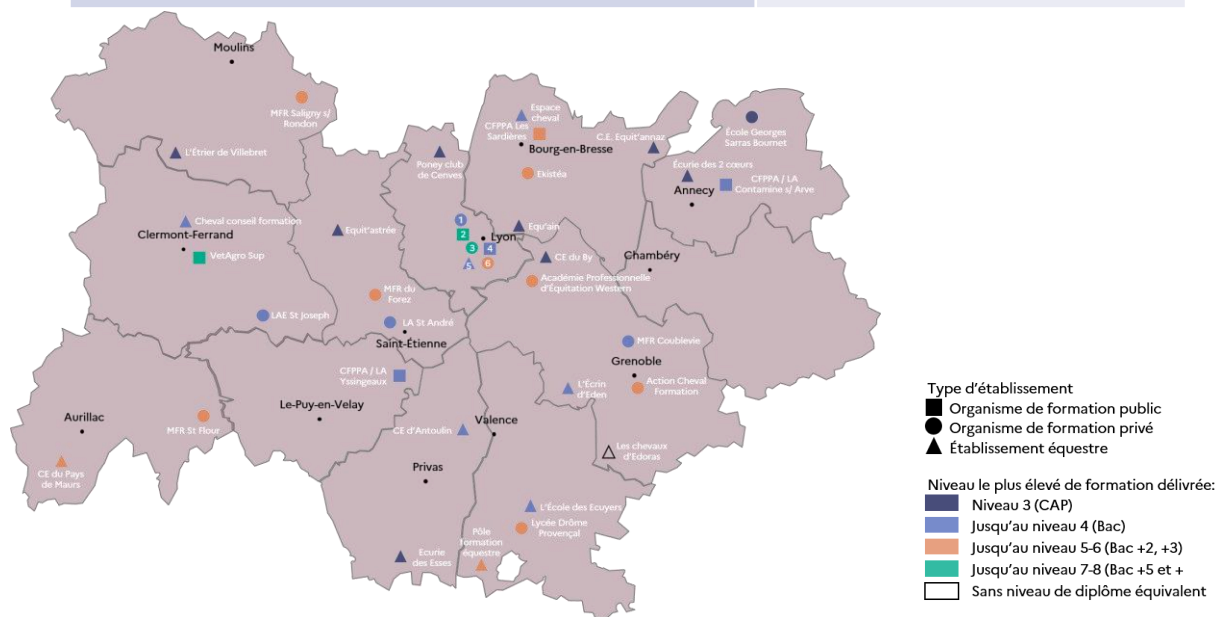 Moulins
MFR Saligny s/
Rondon
L'Étrier de Villebret
Espace
cheval
CFPPA Les
Sardières
Bourg-en-Bresse
C.E. Equit'annaz
Poney club
de Cenves
Ekistéa
École Georges
Sarras Bournet
Écurie des 2 cœurs
Annecy
CFPPA / LA
Contamine s/ Arve
Cheval conseil formation
Clermont-Ferrand
VetAgro Sup
Equit'astrée
1
2
3
Lyon
4
5
6
Equ'ain
CE du By
Chambéry
Académie Professionnelle
d'Équitation Western
MFR du
Forez
LAE St Joseph
LA St André
Saint-Étienne
MFR Coublevie
Grenoble
CFPPA / LA
Yssingeaux
L'Écrin
d'Eden
Action Cheval
Formation
Le-Puy-en-Velay
Aurillac
MFR St Flour
CE d'Antoulin
Valence
Les chevaux
d'Edoras
CE du Pays
de Maurs
Privas
L'École des Ecuyers
Lycée Drôme
Provençal
Pôle
formation
équestre
Ecurie
des Esses
Type d'établissement
Organisme de formation public
Organisme de formation privé
Établissement équestre
Niveau le plus élevé de formation délivrée:
Niveau 3 (CAP)
Jusqu'au niveau 4 (Bac)
Jusqu'au niveau 5-6 (Bac +2, +3)
Jusqu'au niveau 7-8 (Bac +5 et +
Sans niveau de diplôme équivalent